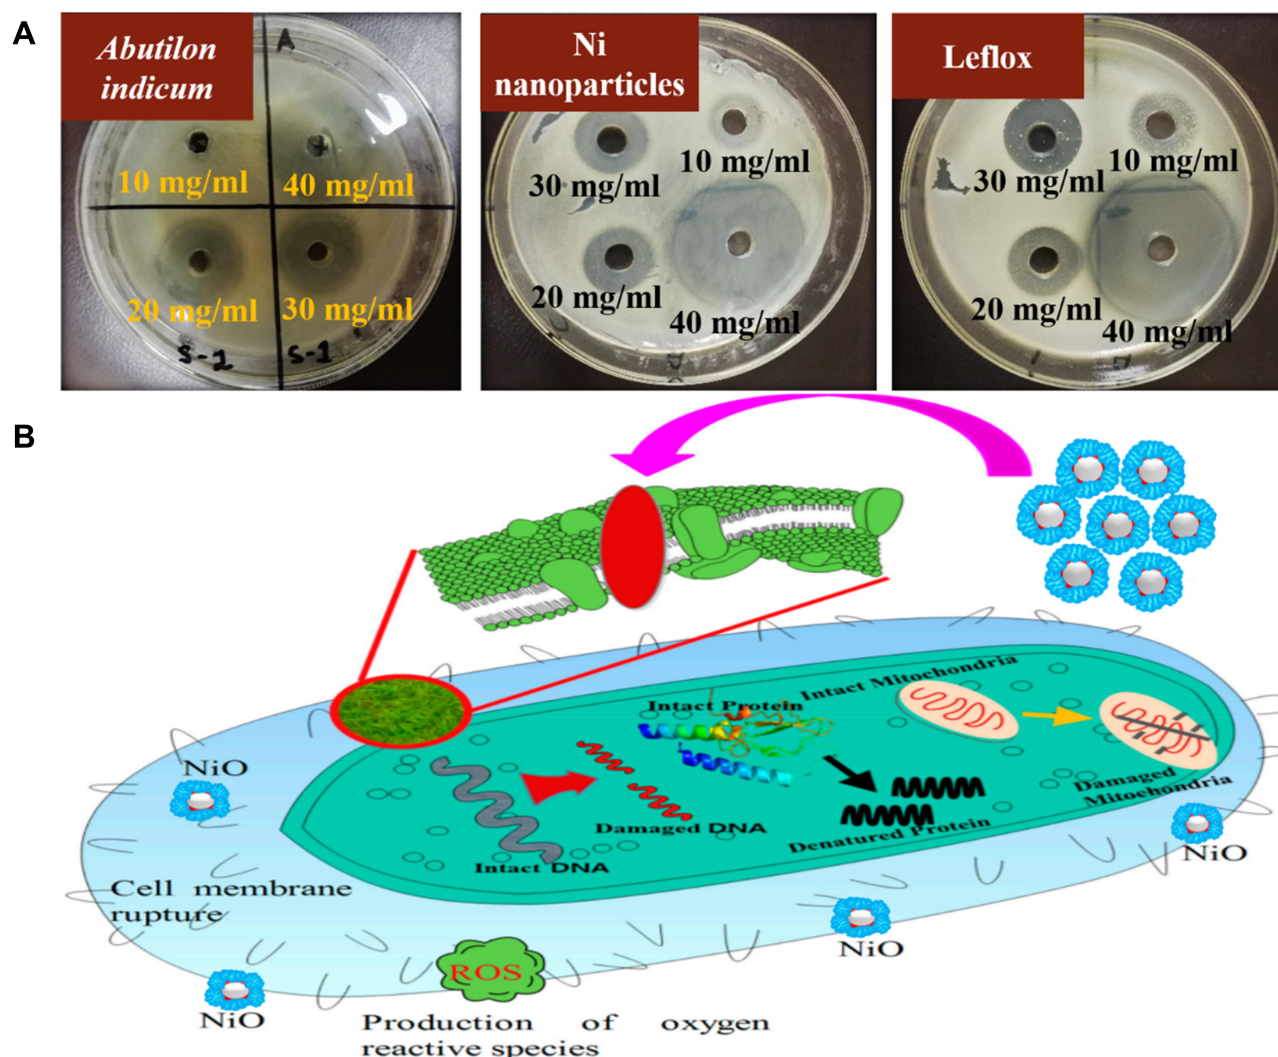 A
Abutilon
indicum
A
10 mg/ml
40 mg/ml
20 mg/ml
30 mg/ml
S-1
S-1
Ni
nanoparticles
30 mg/ml
10 mg/ml
20 mg/ml
40 mg/ml
Leflox
30 mg/ml
10 mg/ml
20 mg/ml
40 mg/ml
B
Intact Mitochondria
Intact Protein
NiO
Damaged
Mitochondria
Damaged DNA
Denatured Protein
NiO
Intact DNA
Cell membrane
rupture
NiO
ROS
NiO
Production of oxygen
reactive species